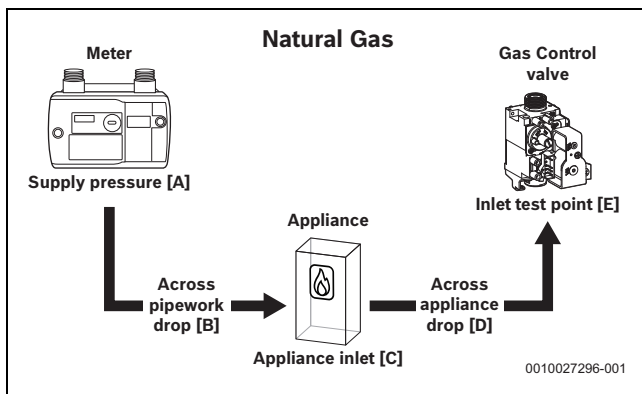 Natural Gas
Meter
Gas Control
valve
Supply pressure [A]
Inlet test point [E]
Appliance
Across
pipework
drop [B]
Across
appliance
drop [D]
Appliance inlet [C]
0010027296-001